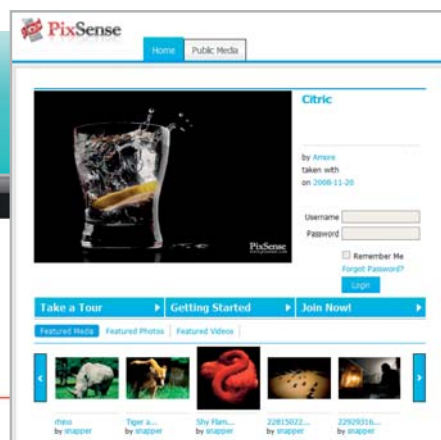 PixSense
Home Public Media
Citric
by Amore
taken with
on 2008-11-20
Username
Password
PixSense
Remember Me
Forgot Password?
Login
Take a Tour Getting Started Join Now!
Featured Media Featured Photos Featured Videos
rhino Tiger a... Shy Flam... 22815022... 22929316...
by snapper by snapper by snapper by snapper by snapper